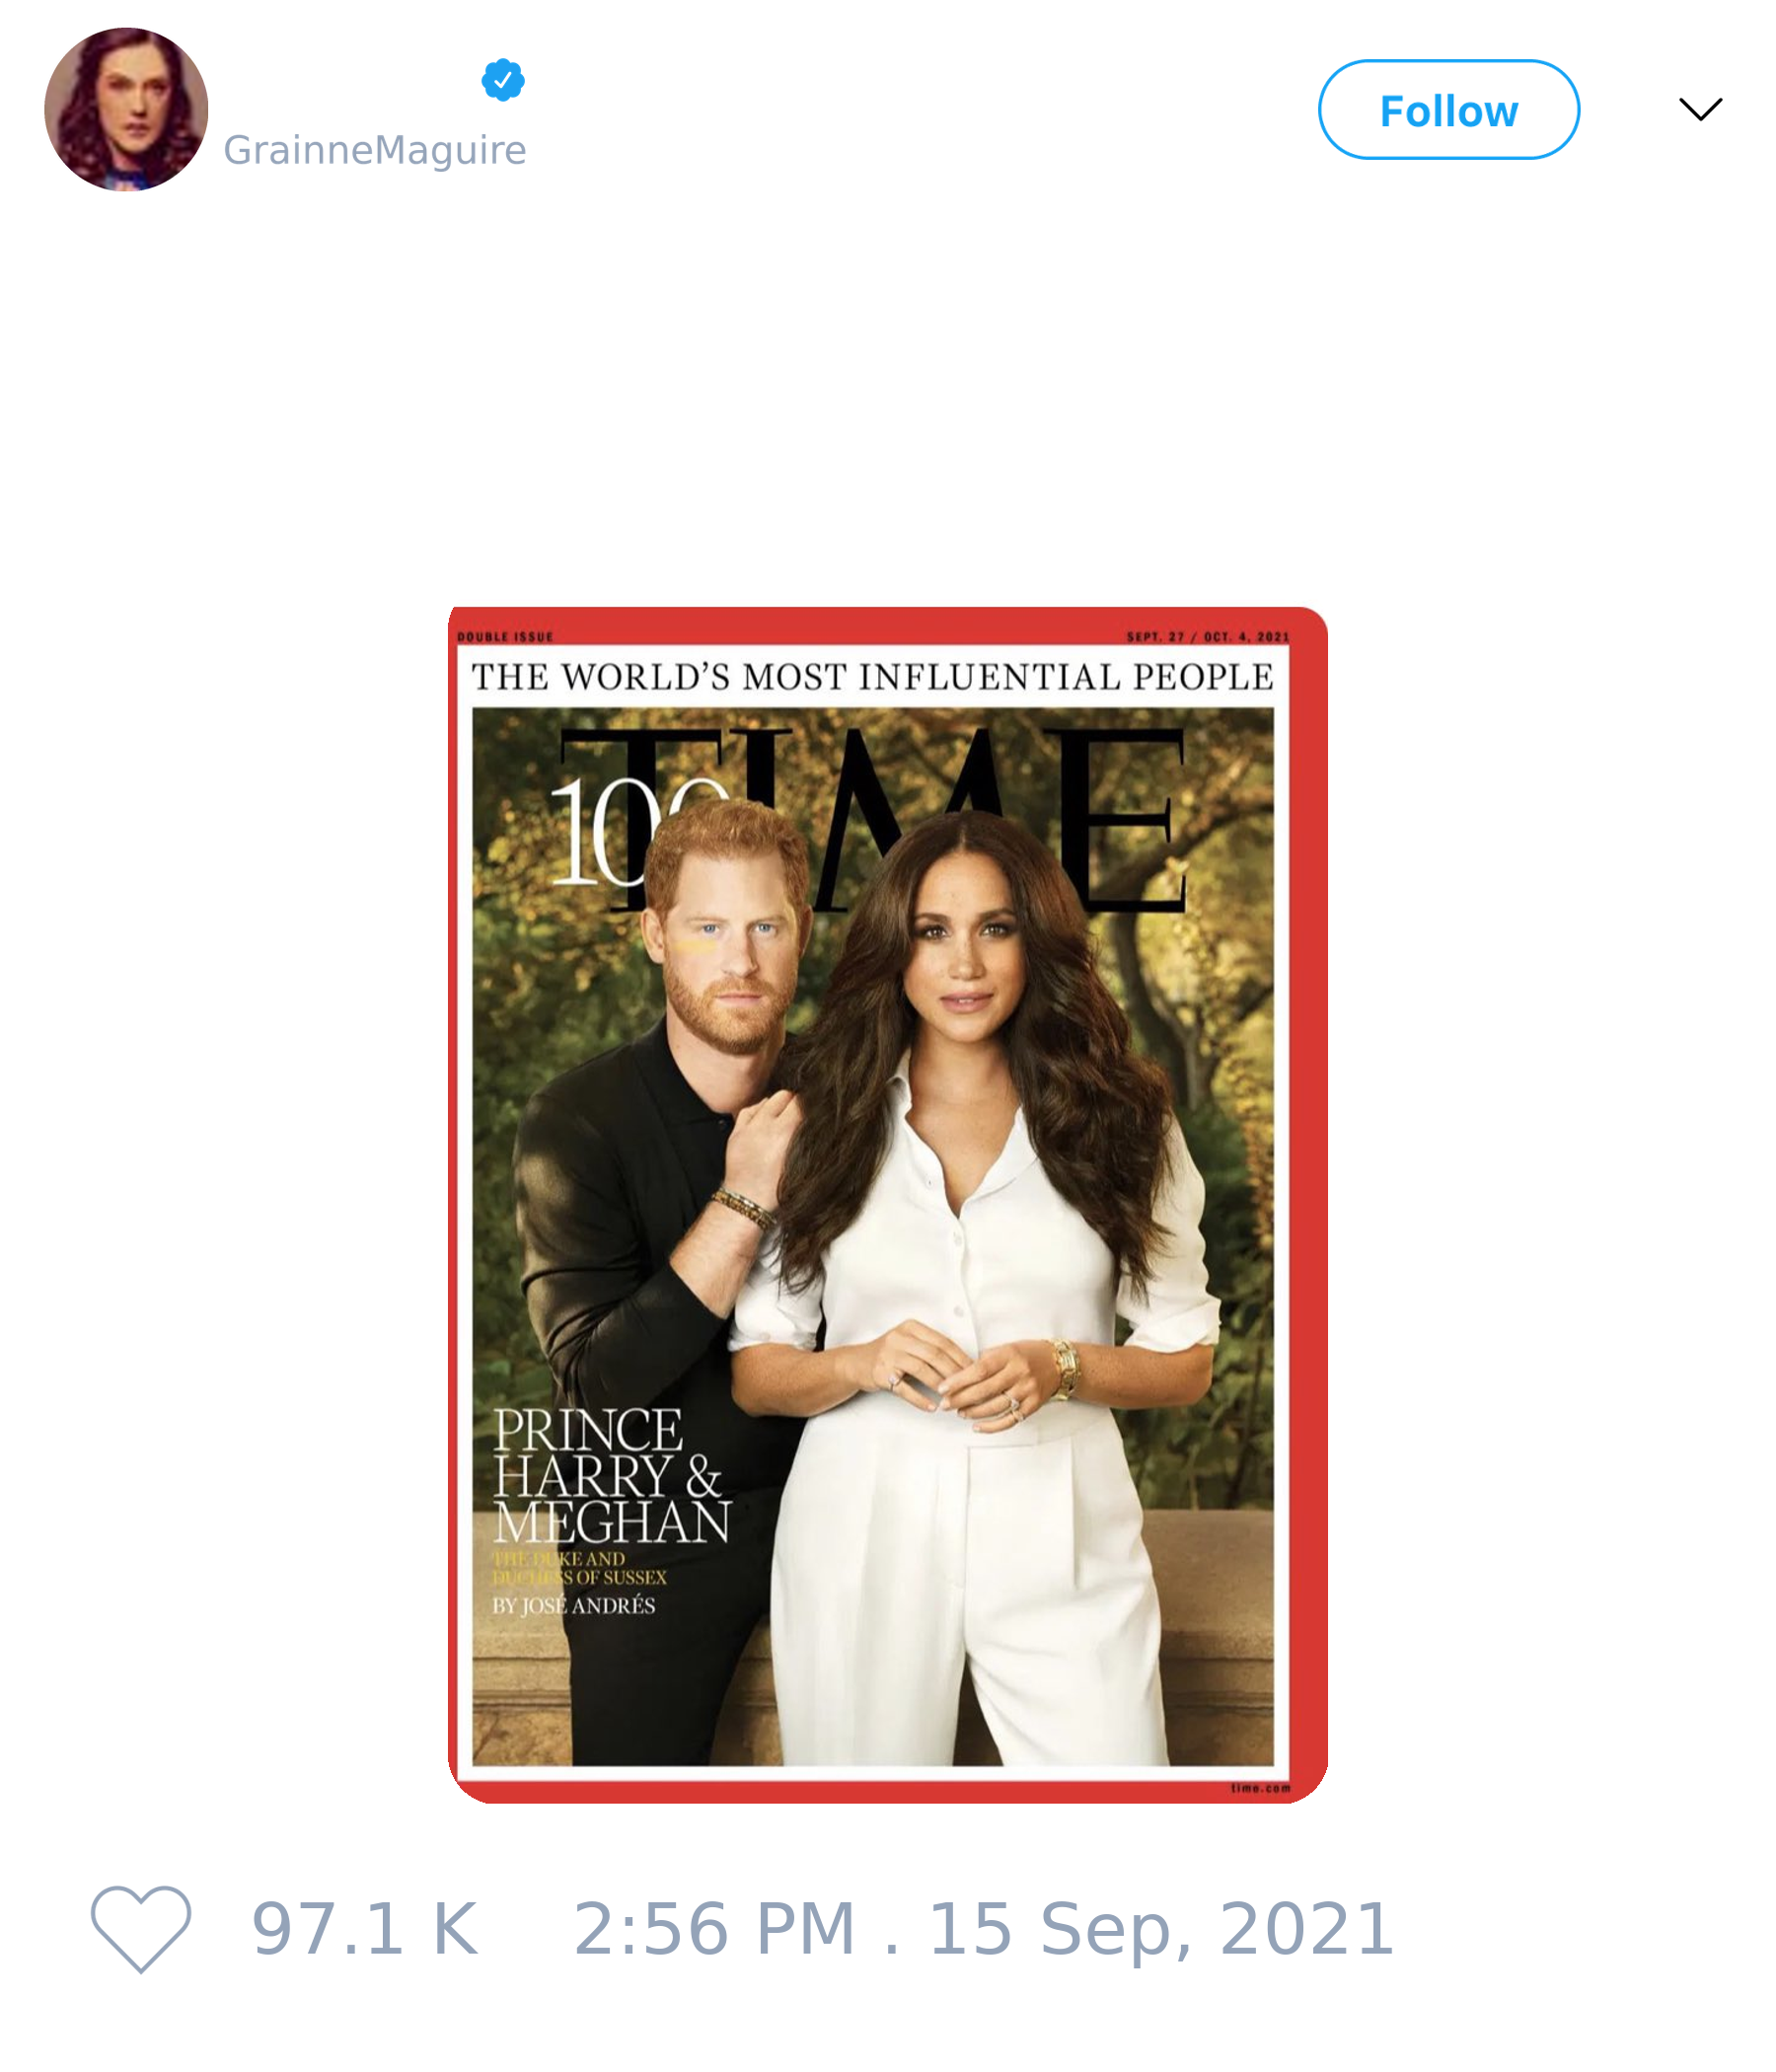 GrainneMaguire
Follow
DOUBLE ISSUE
SEPT. 27 / OCT. 4, 2021
THE WORLD'S MOST INFLUENTIAL PEOPLE
TIME
100
PRINCE
HARRY &
MEGHAN
THE DUKE AND
DUCHESS OF SUSSEX
BY JOSÉ ANDRÉS
time.com
97.1 K 2:56 PM . 15 Sep, 2021